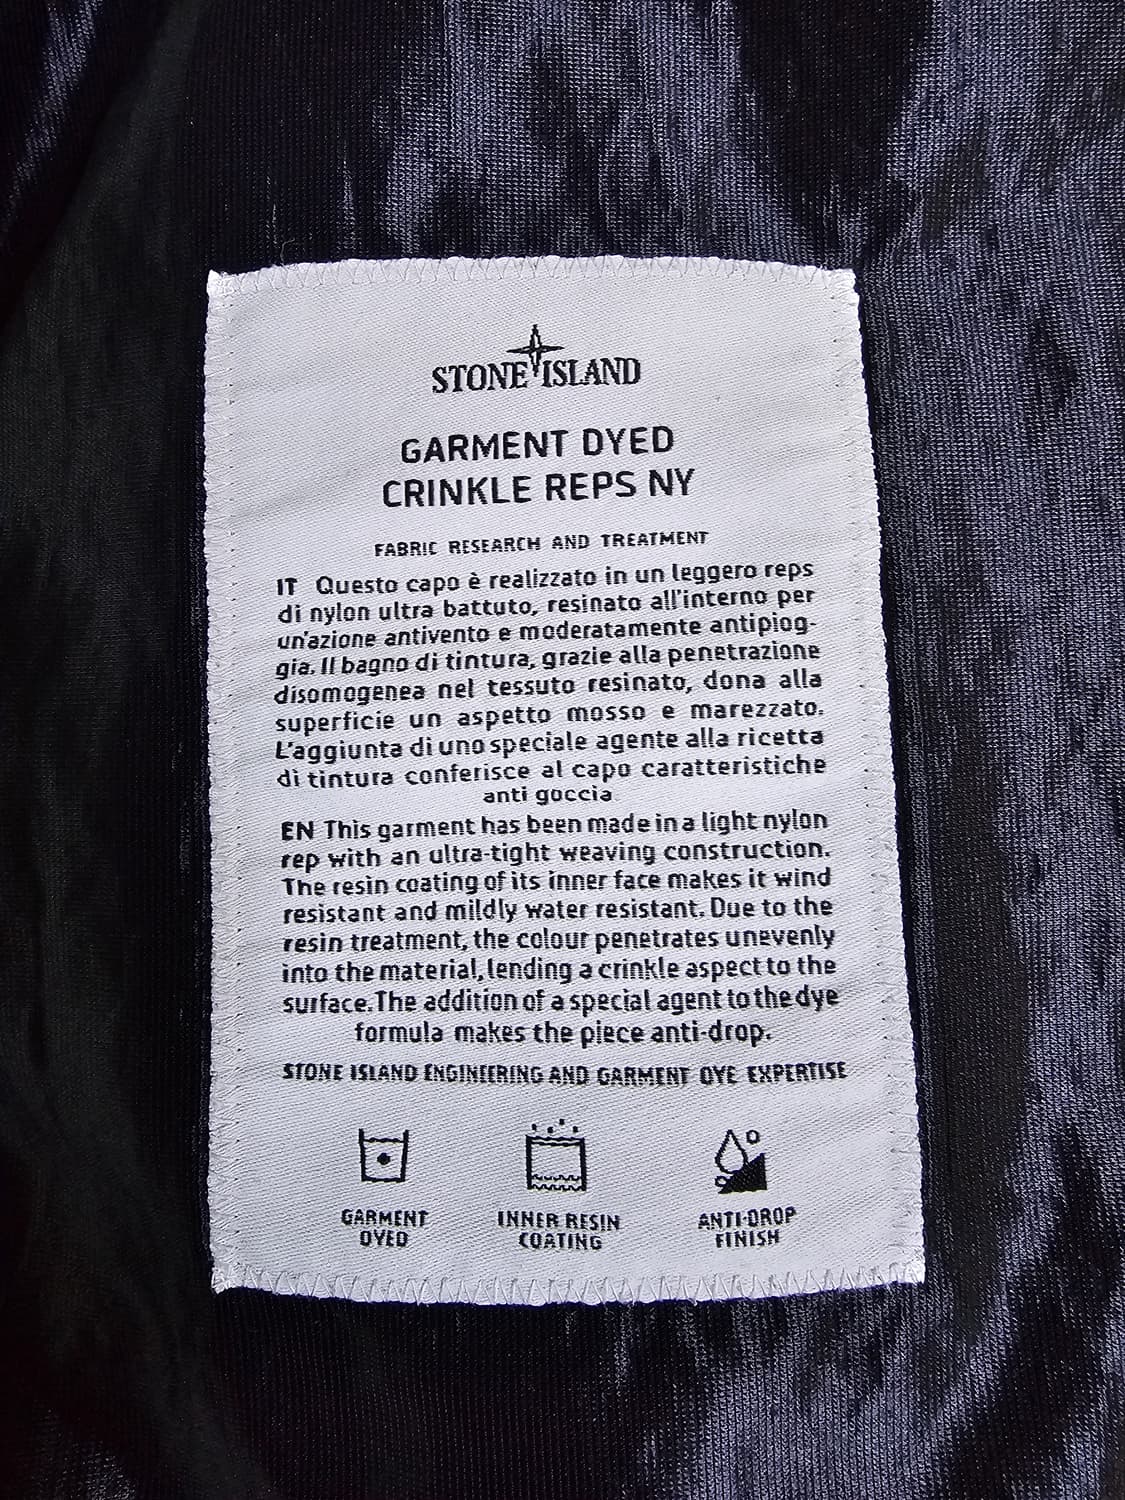 STONE ISLAND
GARMENT DYED
CRINKLE REPS NY
FABRIC RESEARCH AND TREATMENT
IT Questo capo è realizzato in un leggero reps
di nylon ultra battuto, resinato all'interno per
un'azione antivento e moderatamente antipiog-
gia. Il bagno di tintura, grazie alla penetrazione
disomogenea nel tessuto resinato, dona alla
superficie un aspetto mosso e marezzato.
L'aggiunta di uno speciale agente alla ricetta
di tintura conferisce al capo caratteristiche
anti goccia
EN This garment has been made in a light nylon
rep with an ultra-tight weaving construction.
The resin coating of its inner face makes it wind
resistant and mildly water resistant. Due to the
resin treatment, the colour penetrates unevenly
into the material, lending a crinkle aspect to the
surface. The addition of a special agent to the dye
formula makes the piece anti-drop.
STONE ISLAND ENGINEERING AND GARMENT DYE EXPERTISE
GARMENT DYED
INNER RESIN COATING
ANTI-DROP FINISH